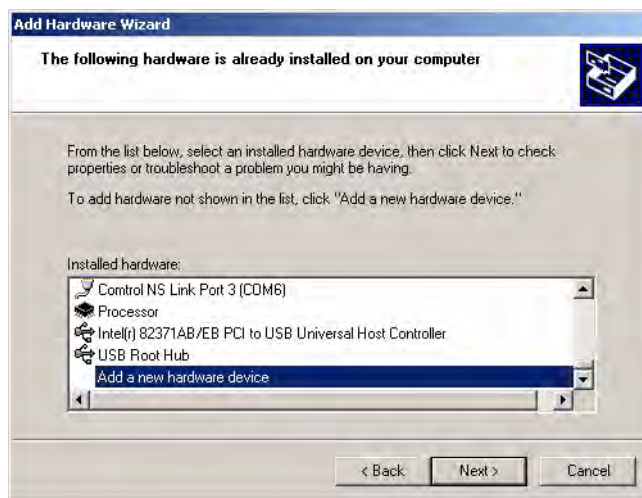 Add Hardware Wizard
The following hardware is already installed on your computer
From the list below, select an installed hardware device, then click Next to check
properties or troubleshoot a problem you might be having.
To add hardware not shown in the list, click "Add a new hardware device."
Installed hardware:
Comtrol NS Link Port 3 (COM6)
Processor
Intel(r) 82371AB/EB PCI to USB Universal Host Controller
USB Root Hub
Add a new hardware device
< Back Next > Cancel